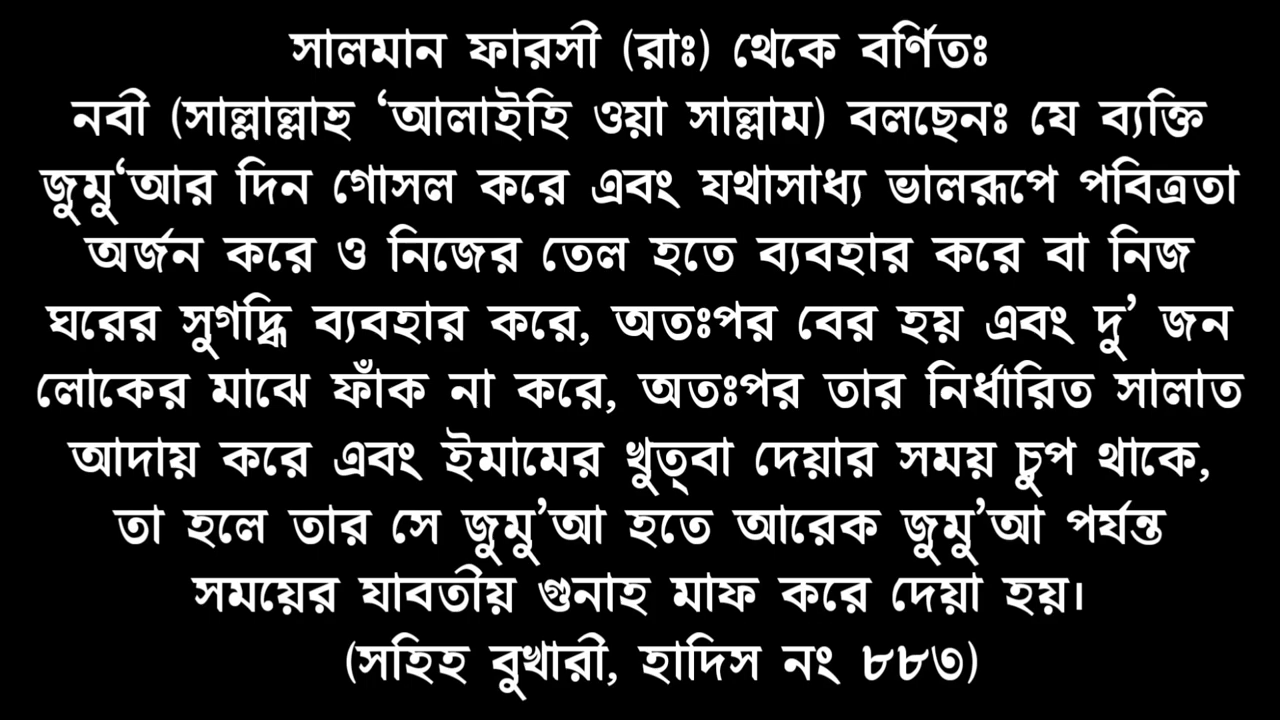 সালমান ফারসী (রাঃ) থেকে বর্ণিতঃ
নবী (সাল্লাল্লাহু ‘আলাইহি ওয়া সাল্লাম) বলছেনঃ যে ব্যক্তি
জুমু‘আর দিন গোসল করে এবং যথাসাধ্য ভালরূপে পবিত্রতা
অর্জন করে ও নিজের তেল হতে ব্যবহার করে বা নিজ
ঘরের সুগদ্ধি ব্যবহার করে, অতঃপর বের হয় এবং দু’ জন
লোকের মাঝে ফাঁক না করে, অতঃপর তার নির্ধারিত সালাত
আদায় করে এবং ইমামের খুত্‌বা দেয়ার সময় চুপ থাকে,
তা হলে তার সে জুমু’আ হতে আরেক জুমু’আ পর্যন্ত
সময়ের যাবতীয় গুনাহ মাফ করে দেয়া হয়।
(সহিহ বুখারী, হাদিস নং ৮৮৩)